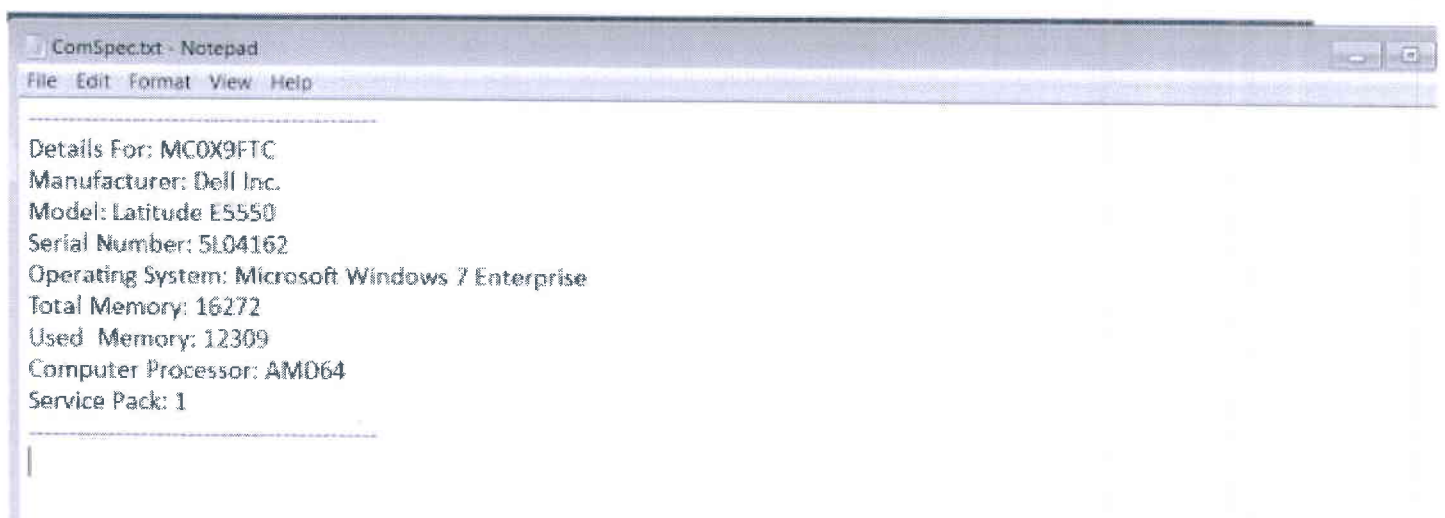 ComSpec.txt - Notepad
File Edit Format View Help
----------------------------------------
Details For: MC0X9FTC
Manufacturer: Dell Inc.
Model: Latitude E5550
Serial Number: 5L04162
Operating System: Microsoft Windows 7 Enterprise
Total Memory: 16272
Used  Memory: 12309
Computer Processor: AMD64
Service Pack: 1
----------------------------------------